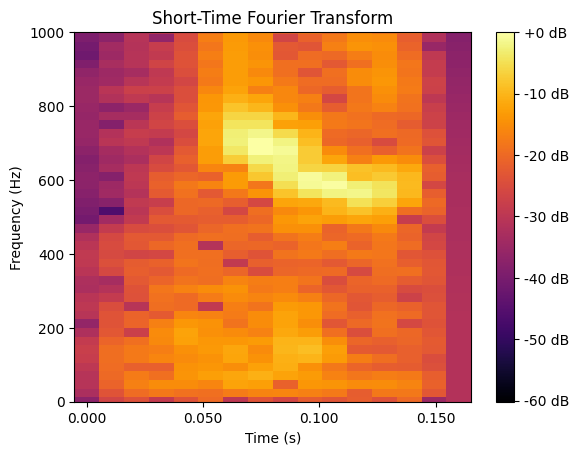 Short-Time Fourier Transform
1000
800
600
400
200
0
Frequency (Hz)
0.000
0.050
0.100
0.150
Time (s)
+0 dB
-10 dB
-20 dB
-30 dB
-40 dB
-50 dB
-60 dB